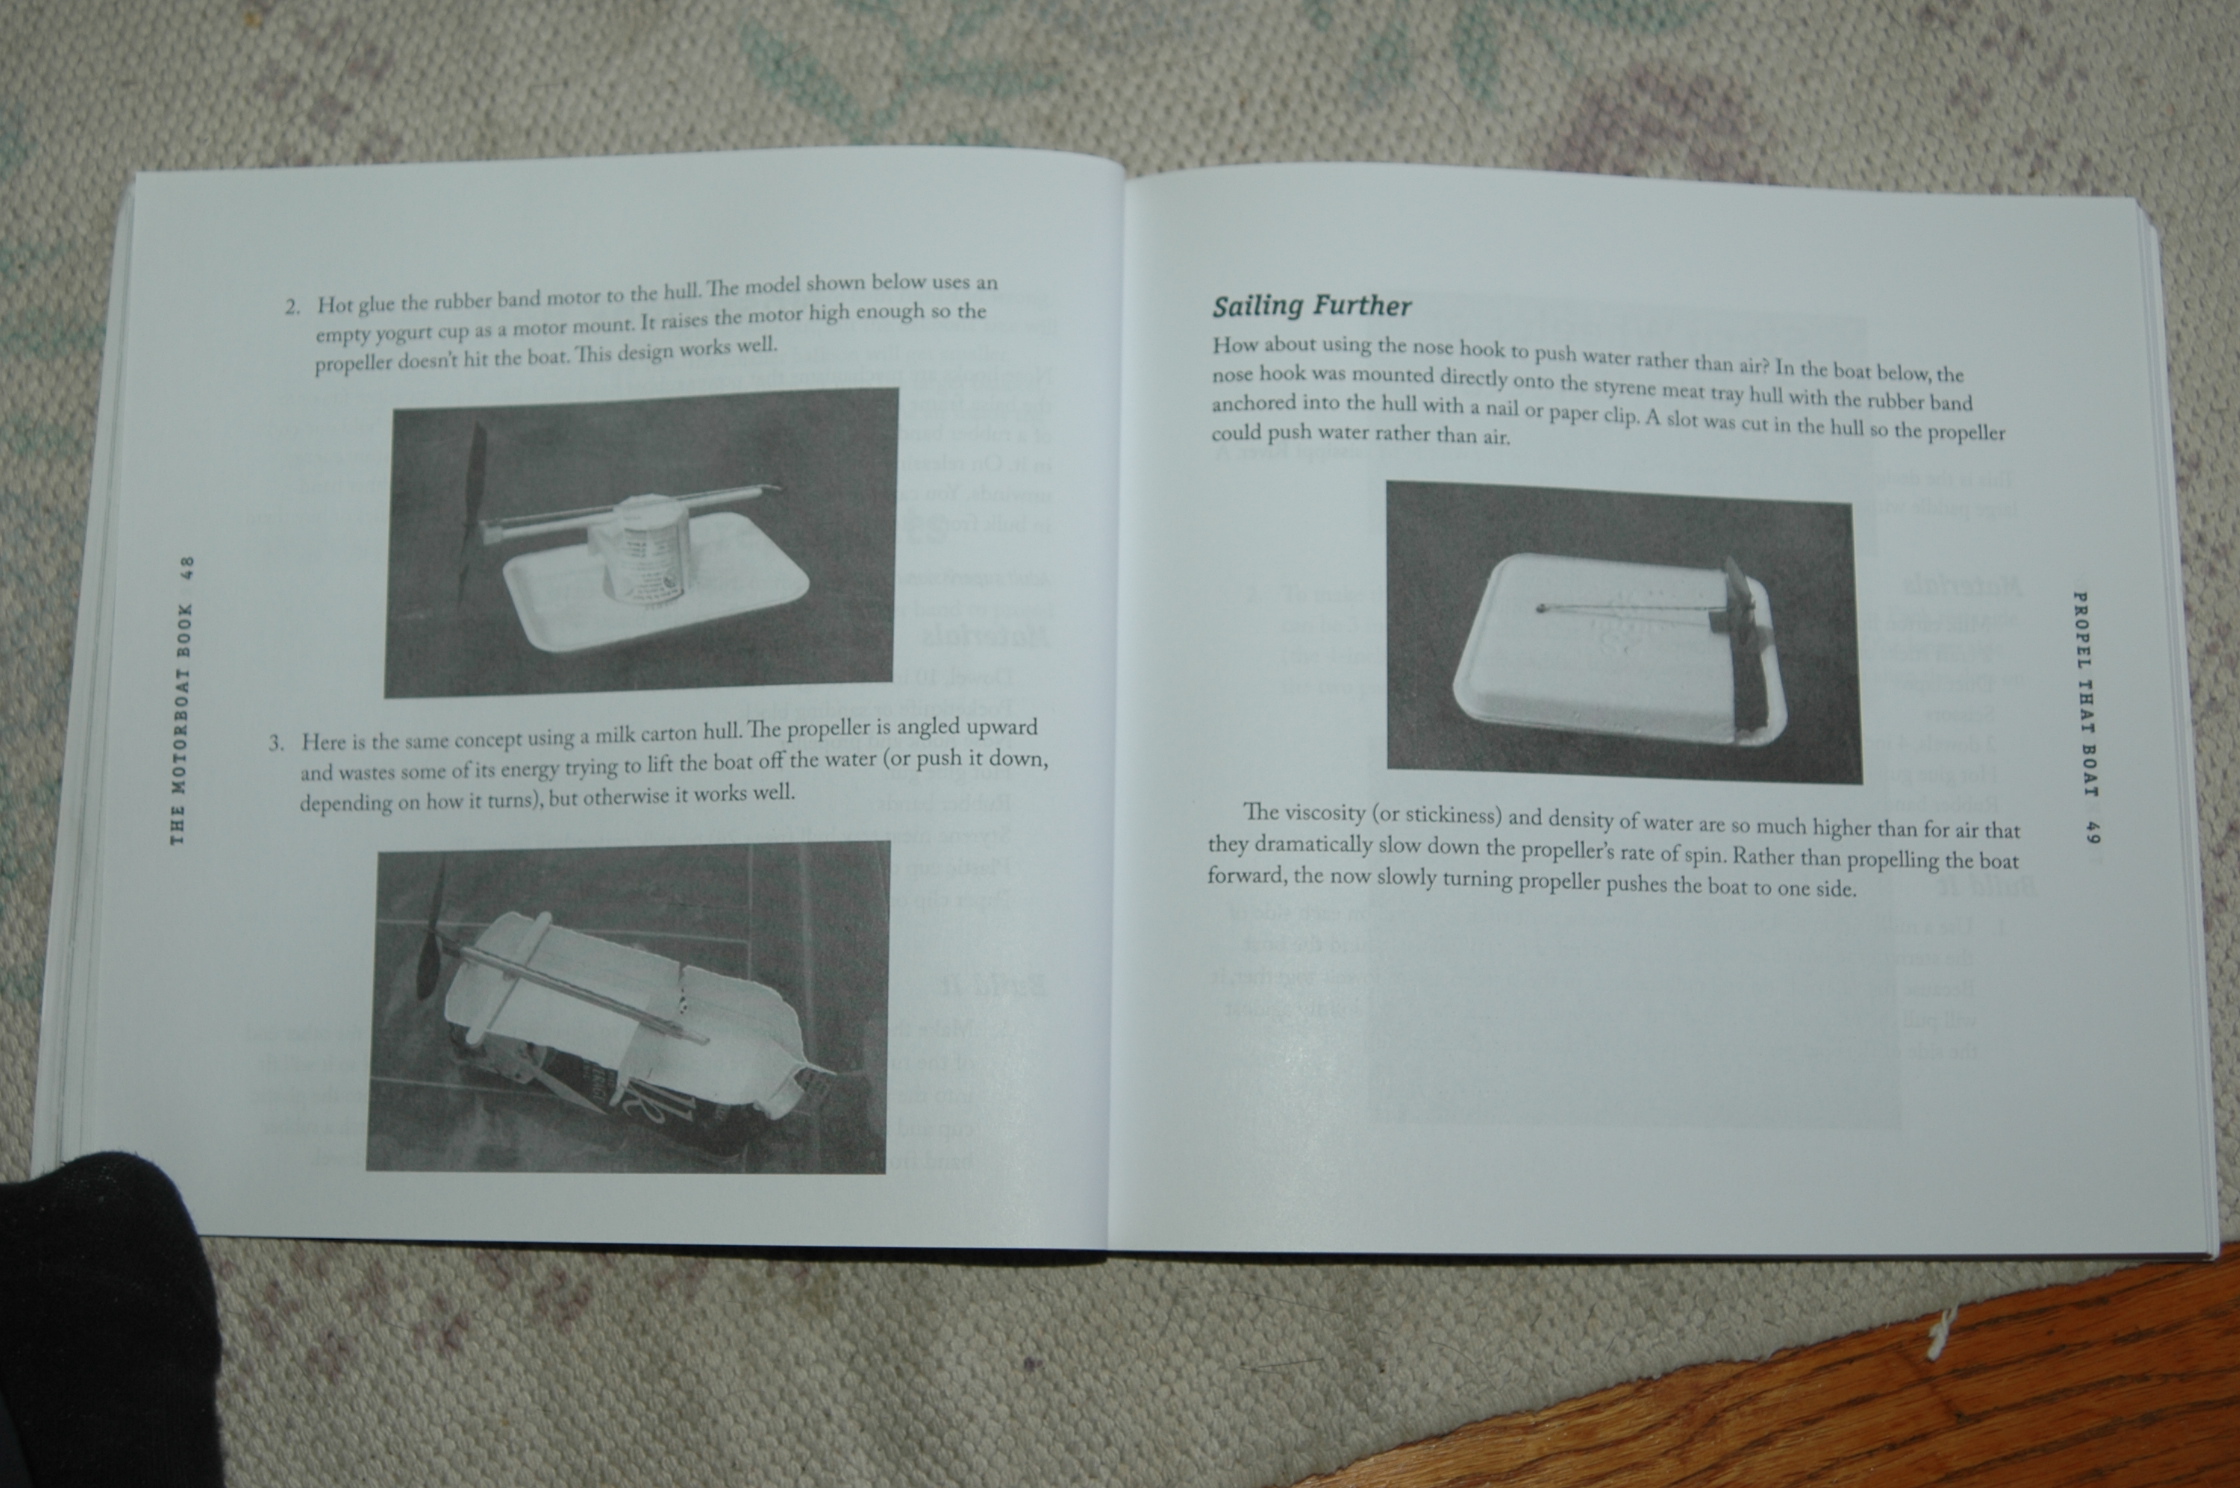 THE MOTORBOAT BOOK 48
2. Hot glue the rubber band motor to the hull. The model shown below uses an
empty yogurt cup as a motor mount. It raises the motor high enough so the
propeller doesn't hit the boat. This design works well.
3. Here is the same concept using a milk carton hull. The propeller is angled upward
and wastes some of its energy trying to lift the boat off the water (or push it down,
depending on how it turns), but otherwise it works well.
lk
PROPEL THAT BOAT 49
Sailing Further
How about using the nose hook to push water rather than air? In the boat below, the
nose hook was mounted directly onto the styrene meat tray hull with the rubber band
anchored into the hull with a nail or paper clip. A slot was cut in the hull so the propeller
could push water rather than air.
The viscosity (or stickiness) and density of water are so much higher than for air that
they dramatically slow down the propeller's rate of spin. Rather than propelling the boat
forward, the now slowly turning propeller pushes the boat to one side.